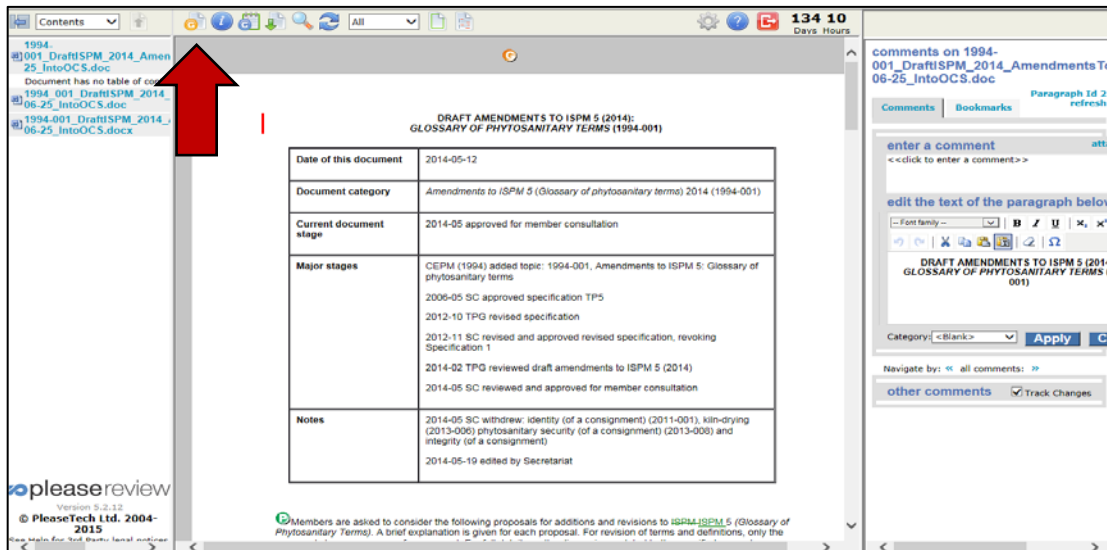 Contents
1994-
001_DraftISPM_2014_Amen
25_IntoOCS.doc
Document has no table of con
1994_001_DraftISPM_2014_
06-25_IntoOCS.doc
1994-001_DraftISPM_2014_
06-25_IntoOCS.docx
pleasereview
Version 5.2.12
© PleaseTech Ltd. 2004-
2015
See Help for 3rd Party legal notices
All
134 10
Days Hours
DRAFT AMENDMENTS TO ISPM 5 (2014):
GLOSSARY OF PHYTOSANITARY TERMS (1994-001)
Date of this document 2014-05-12
Document category Amendments to ISPM 5 (Glossary of phytosanitary terms) 2014 (1994-001)
Current document 2014-05 approved for member consultation
stage
Major stages CEPM (1994) added topic: 1994-001, Amendments to ISPM 5: Glossary of
phytosanitary terms
2006-05 SC approved specification TP5
2012-10 TPG revised specification
2012-11 SC revised and approved revised specification, revoking
Specification 1
2014-02 TPG reviewed draft amendments to ISPM 5 (2014)
2014-05 SC reviewed and approved for member consultation
Notes 2014-05 SC withdrew: identity (of a consignment) (2011-001), kiln-drying
(2013-006) phytosanitary security (of a consignment) (2013-008) and
integrity (of a consignment)
2014-05-19 edited by Secretariat
Members are asked to consider the following proposals for additions and revisions to ISPM ISPM 5 (Glossary of
Phytosanitary Terms). A brief explanation is given for each proposal. For revision of terms and definitions, only the
comments on 1994-
001_DraftISPM_2014_AmendmentsTo
06-25_IntoOCS.doc
Paragraph Id 2
refresh
Comments Bookmarks
enter a comment atta
<<click to enter a comment>>
edit the text of the paragraph below
-- Font family -- B I U x, x
Ω
DRAFT AMENDMENTS TO ISPM 5 (201
GLOSSARY OF PHYTOSANITARY TERMS (
001)
Category: <Blank> Apply C
Navigate by: « all comments: »
other comments Track Changes